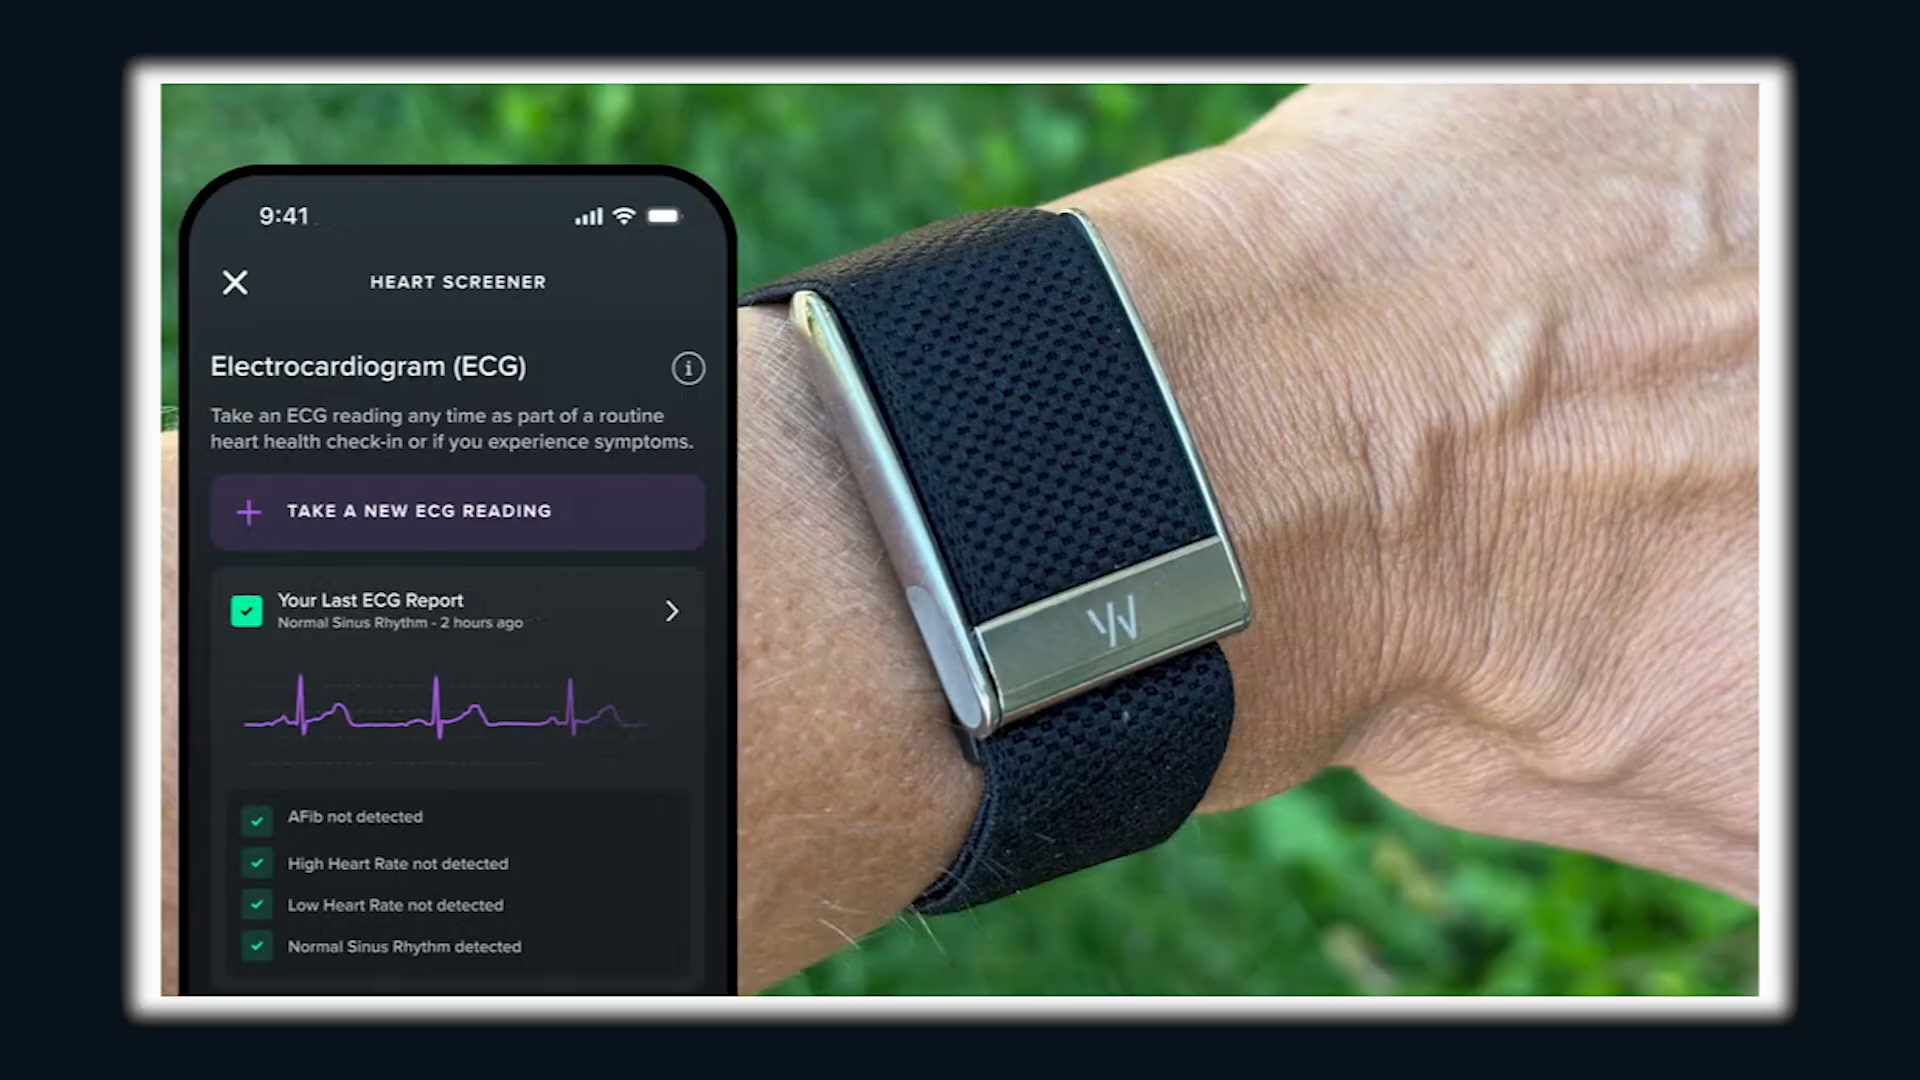 9:41
HEART SCREENER
Electrocardiogram (ECG)
Take an ECG reading any time as part of a routine
heart health check-in or if you experience symptoms.
TAKE A NEW ECG READING
Your Last ECG Report
Normal Sinus Rhythm - 2 hours ago
AFib not detected
High Heart Rate not detected
Low Heart Rate not detected
Normal Sinus Rhythm detected
W